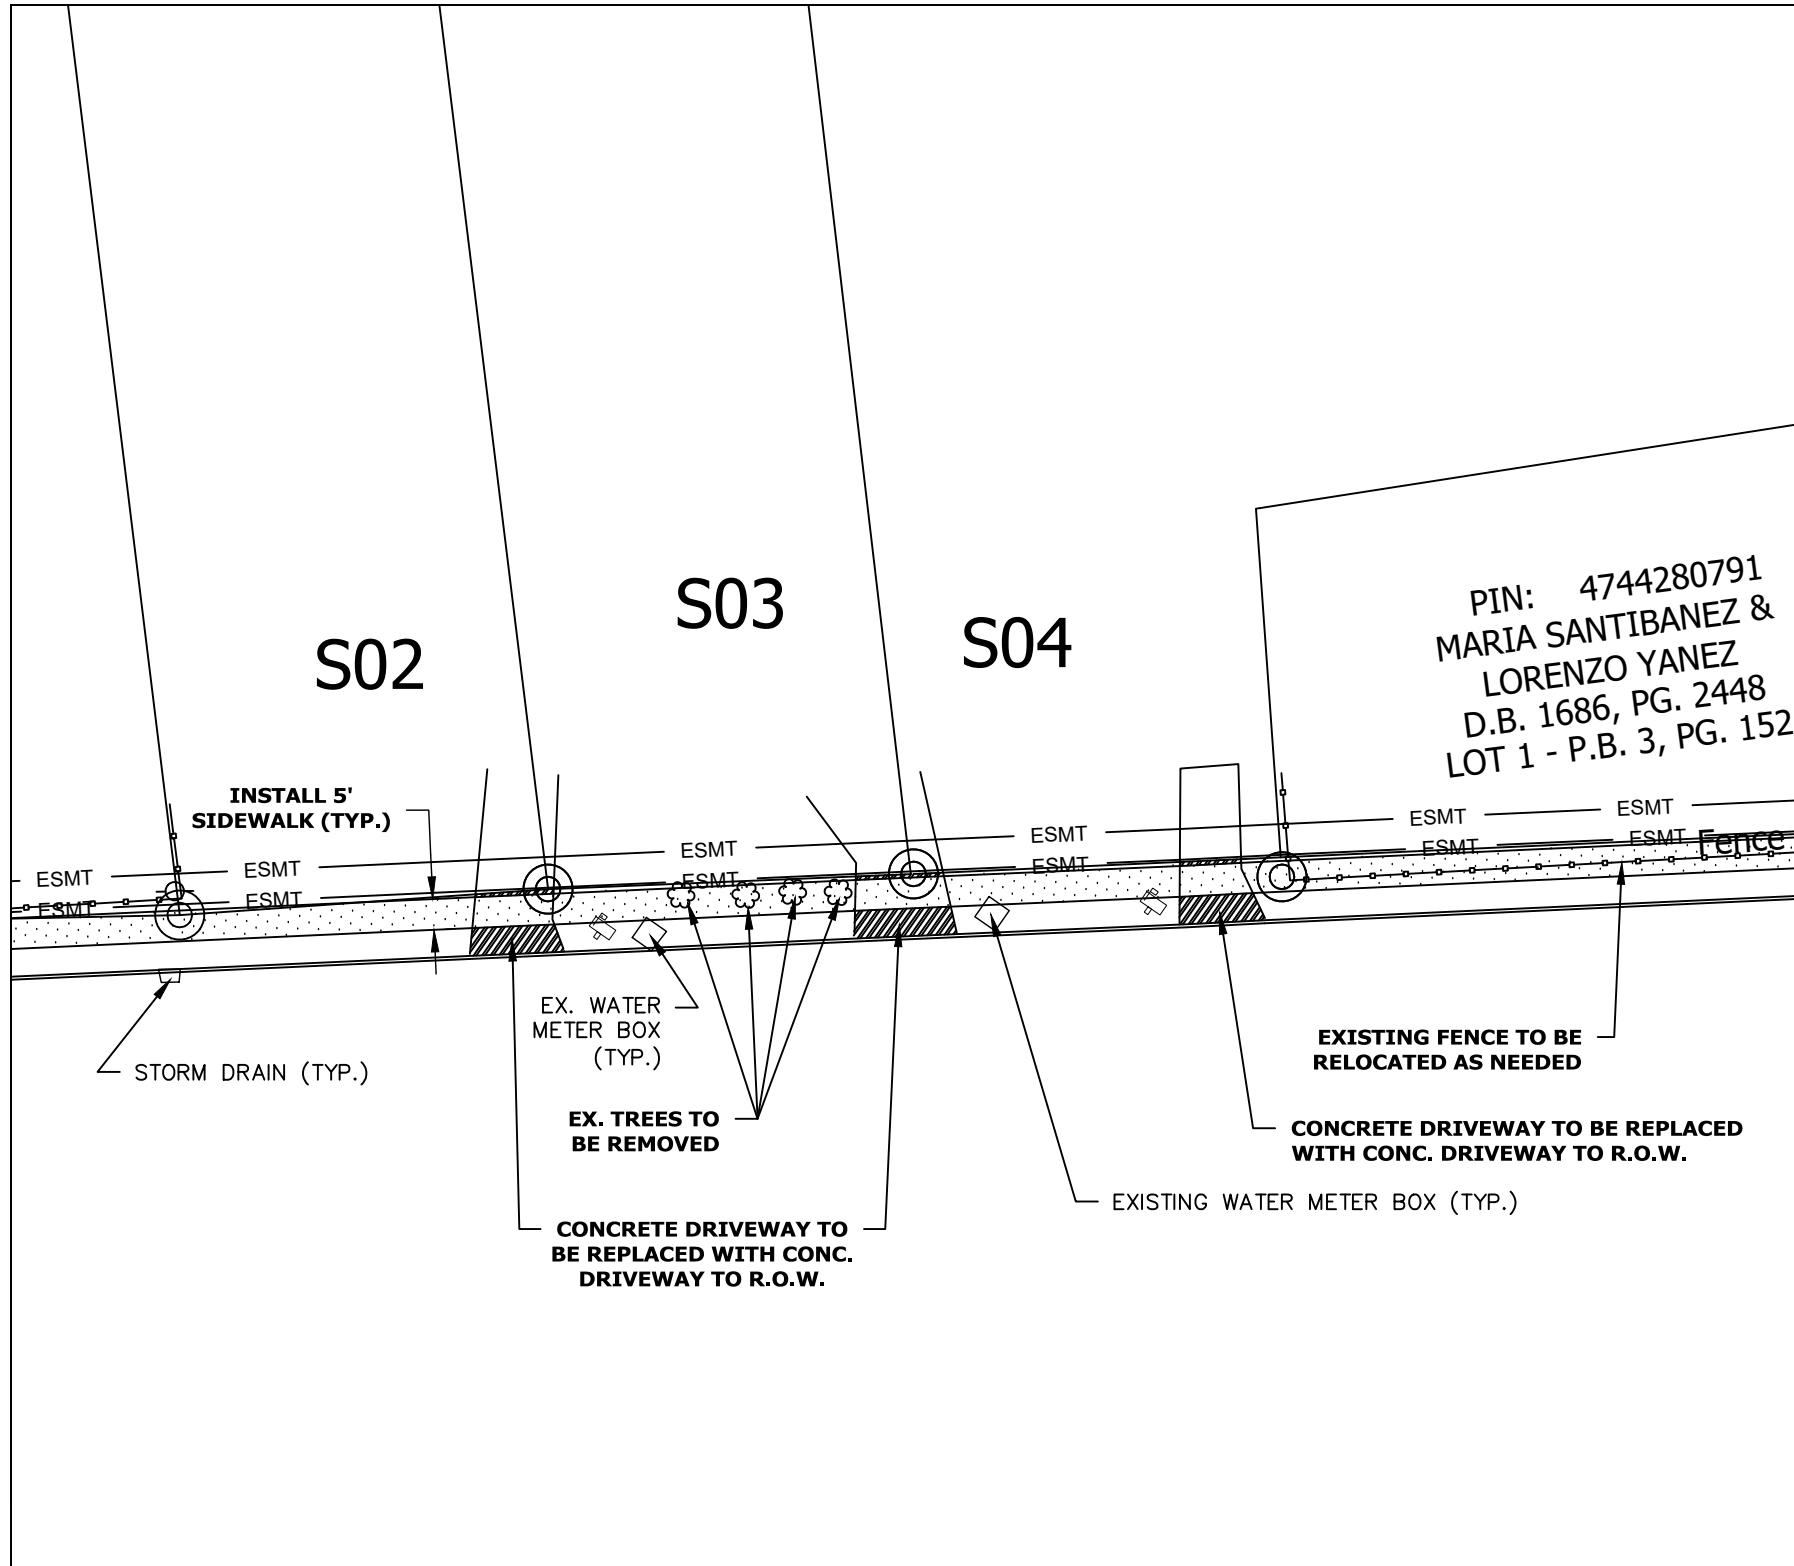 S03
S04
S02
PIN: 4744280791
MARIA SANTIBANEZ &
LORENZO YANEZ
D.B. 1686, PG. 2448
LOT 1 - P.B. 3, PG. 152
INSTALL 5'
SIDEWALK (TYP.)
ESMT
ESMT
ESMT
ESMT
ESMT
ESMT
ESMT
ESMT
ESMT
ESMT
ESMT
ESMT
Fence
STORM DRAIN (TYP.)
EX. WATER
METER BOX
(TYP.)
EX. TREES TO
BE REMOVED
EXISTING FENCE TO BE
RELOCATED AS NEEDED
CONCRETE DRIVEWAY TO BE REPLACED
WITH CONC. DRIVEWAY TO R.O.W.
EXISTING WATER METER BOX (TYP.)
CONCRETE DRIVEWAY TO
BE REPLACED WITH CONC.
DRIVEWAY TO R.O.W.